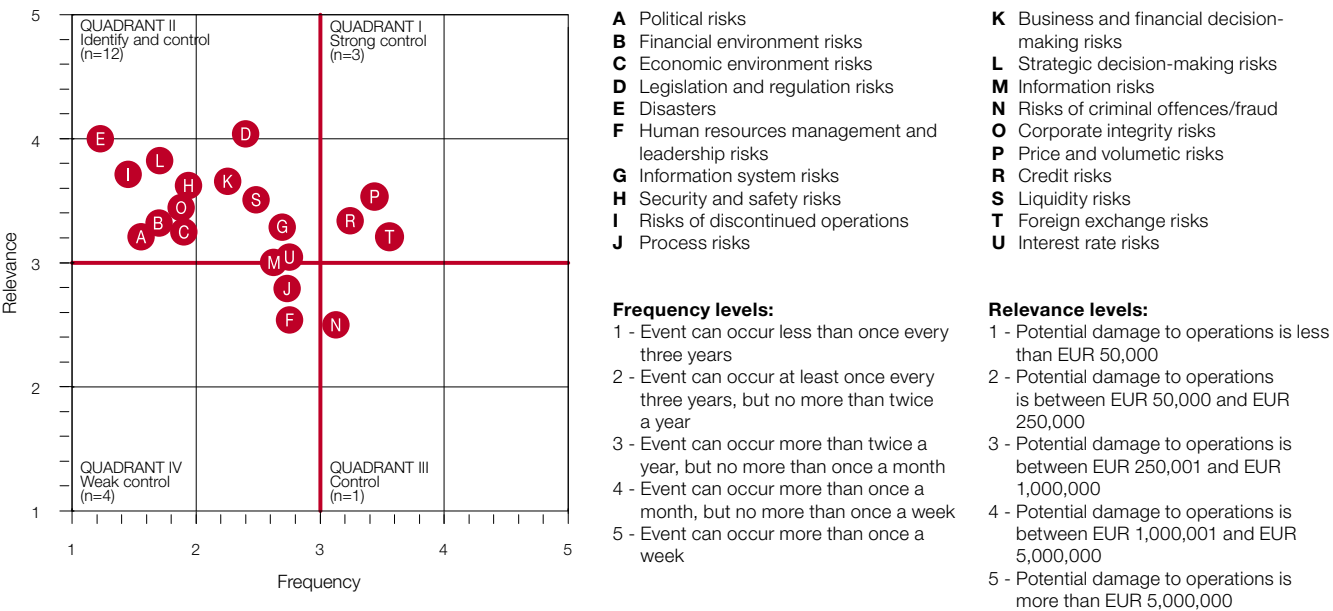 5
QUADRANT II
Identify and control
(n=12)
QUADRANT I
Strong control
(n=3)
4
3
2
1
Relevance
E
D
I
L
H
K
O
S
B
A
C
G
U
M
J
F
P
R
T
N
QUADRANT IV
Weak control
(n=4)
QUADRANT III
Control
(n=1)
1
2
3
4
5
Frequency
A Political risks
B Financial environment risks
C Economic environment risks
D Legislation and regulation risks
E Disasters
F Human resources management and
leadership risks
G Information system risks
H Security and safety risks
I Risks of discontinued operations
J Process risks
K Business and financial decision-
making risks
L Strategic decision-making risks
M Information risks
N Risks of criminal offences/fraud
O Corporate integrity risks
P Price and volumetic risks
R Credit risks
S Liquidity risks
T Foreign exchange risks
U Interest rate risks
Frequency levels:
1 - Event can occur less than once every
three years
2 - Event can occur at least once every
three years, but no more than twice
a year
3 - Event can occur more than twice a
year, but no more than once a month
4 - Event can occur more than once a
month, but no more than once a week
5 - Event can occur more than once a
week
Relevance levels:
1 - Potential damage to operations is less
than EUR 50,000
2 - Potential damage to operations
is between EUR 50,000 and EUR
250,000
3 - Potential damage to operations is
between EUR 250,001 and EUR
1,000,000
4 - Potential damage to operations is
between EUR 1,000,001 and EUR
5,000,000
5 - Potential damage to operations is
more than EUR 5,000,000